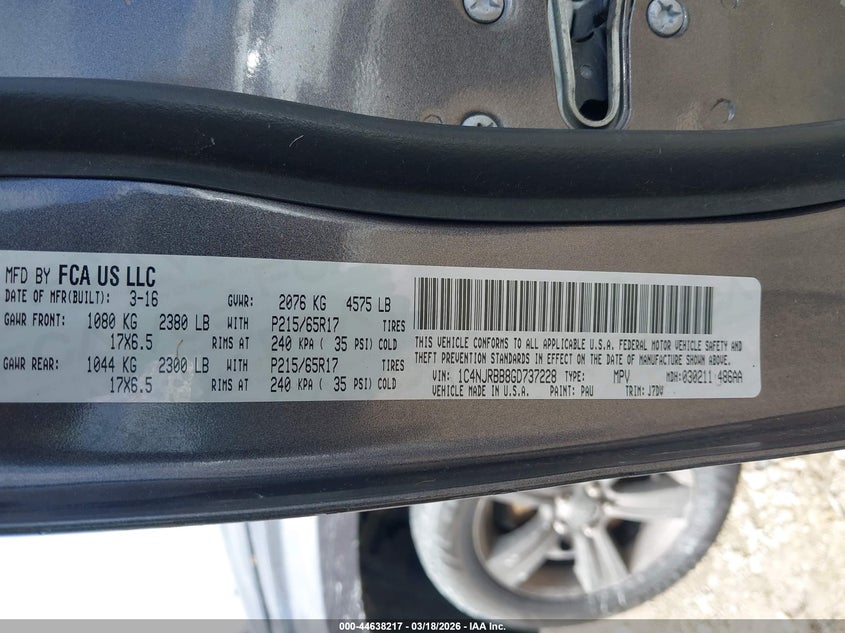 MFD BY FCA US LLC
DATE OF MFR(BUILT): 3-16 GVWR: 2076 KG 4575 LB
GAWR FRONT: 1080 KG 2380 LB WITH P215/65R17 TIRES
17X6.5 RIMS AT 240 KPA ( 35 PSI) COLD
GAWR REAR: 1044 KG 2300 LB WITH P215/65R17 TIRES
17X6.5 RIMS AT 240 KPA ( 35 PSI) COLD
THIS VEHICLE CONFORMS TO ALL APPLICABLE U.S.A. FEDERAL MOTOR VEHICLE SAFETY AND
THEFT PREVENTION STANDARDS IN EFFECT ON THE DATE OF MANUFACTURE SHOWN ABOVE.
VIN: 1C4NJRBB8GD737228 TYPE: MPV MDH: 030211 486AA
VEHICLE MADE IN U.S.A. PAINT: PAU TRIM: J7DV
000-44638217 - 03/18/2026 - IAAI Inc.